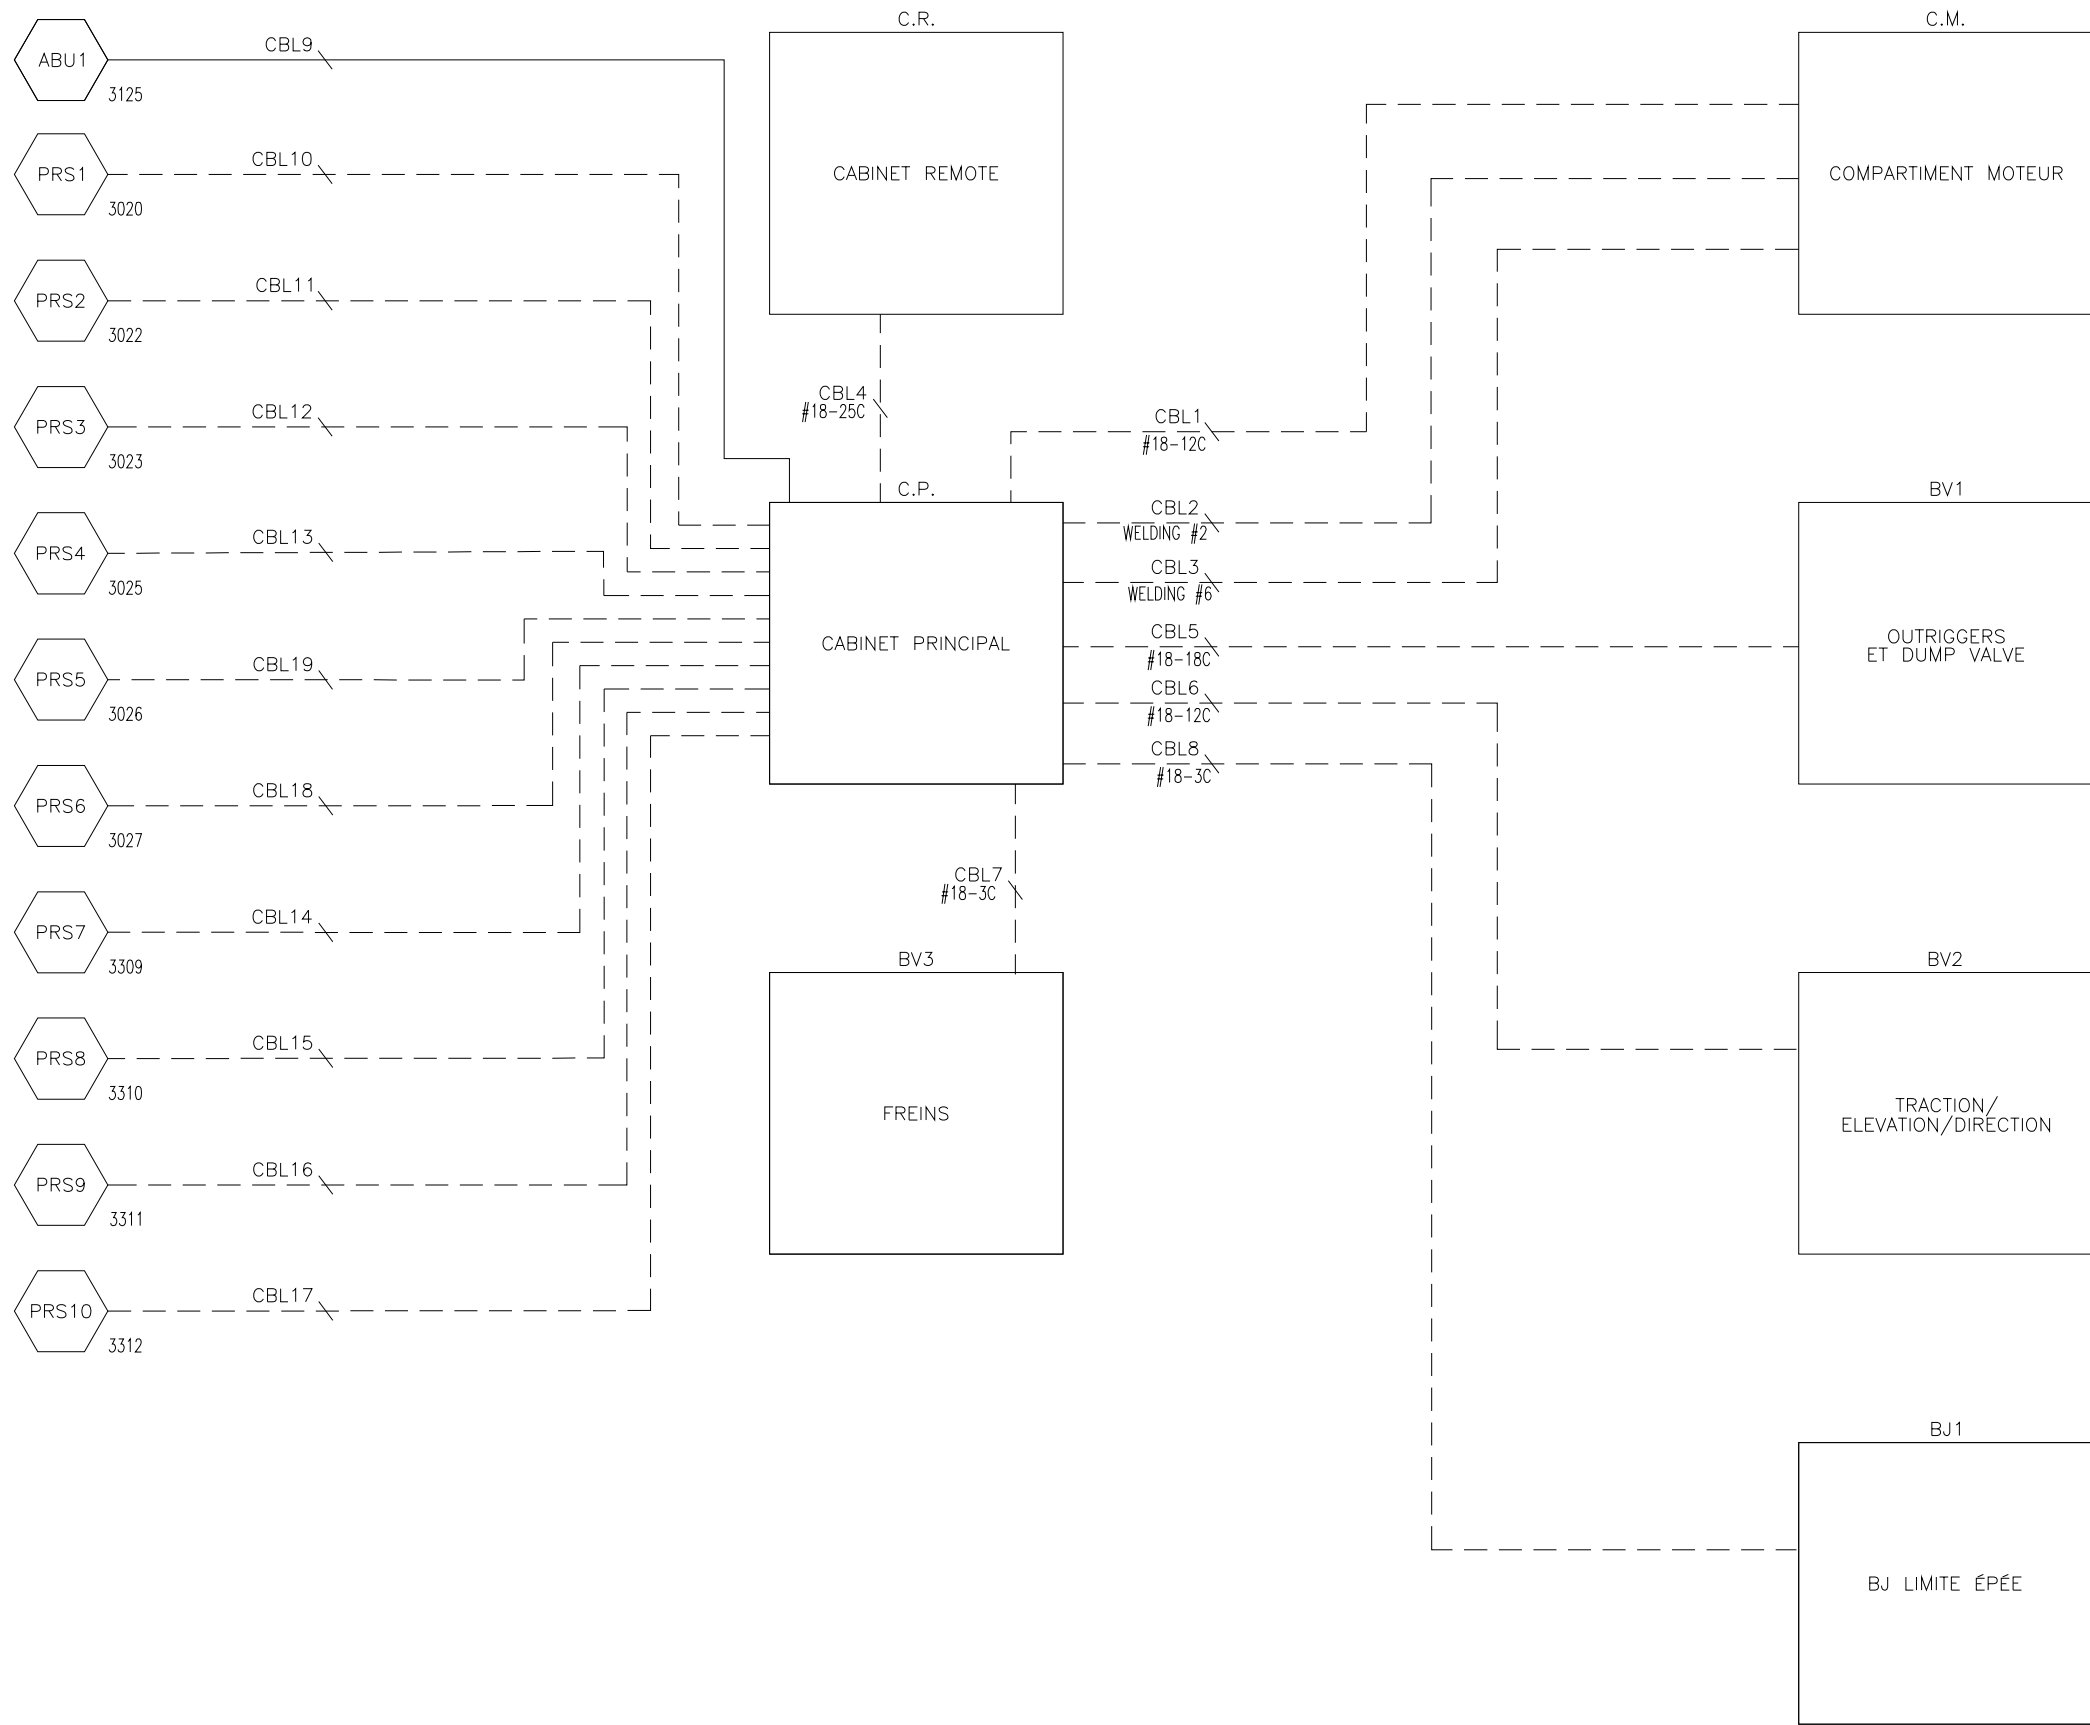 ABU1
CBL9
3125
PRS1
CBL10
3020
PRS2
CBL11
3022
PRS3
CBL12
3023
PRS4
CBL13
3025
PRS5
CBL19
3026
PRS6
CBL18
3027
PRS7
CBL14
3309
PRS8
CBL15
3310
PRS9
CBL16
3311
PRS10
CBL17
3312
C.R.
CABINET REMOTE
CBL4
#18-25C
C.P.
CABINET PRINCIPAL
CBL7
#18-3C
BV3
FREINS
CBL1
#18-12C
CBL2
WELDING #2
CBL3
WELDING #6
CBL5
#18-18C
CBL6
#18-12C
CBL8
#18-3C
C.M.
COMPARTIMENT MOTEUR
BV1
OUTRIGGERS
ET DUMP VALVE
BV2
TRACTION/
ELEVATION/DIRECTION
BJ1
BJ LIMITE ÉPÉE